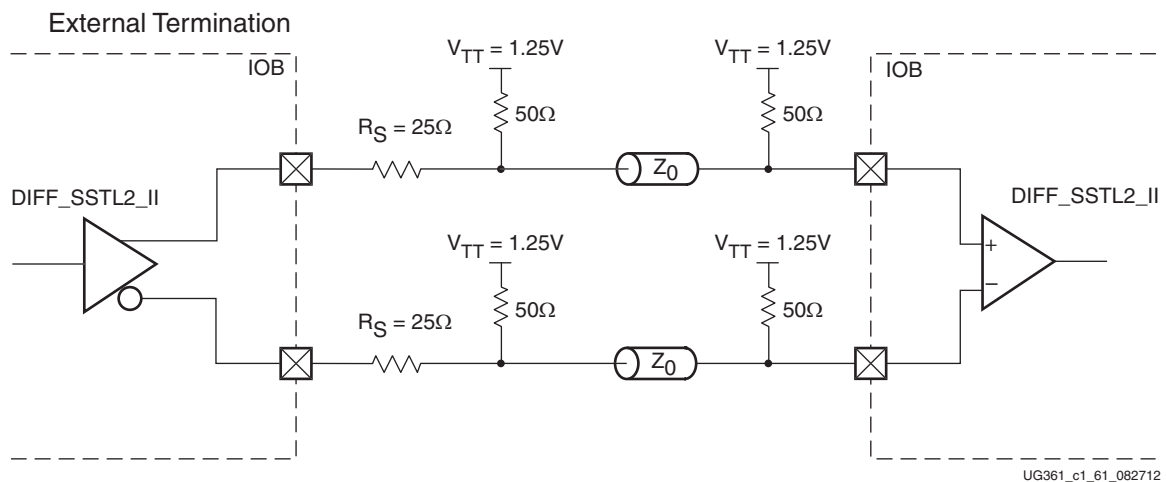 External Termination
IOB
V_TT = 1.25V
V_TT = 1.25V
IOB
50Ω
50Ω
R_S = 25Ω
Z_0
DIFF_SSTL2_II
DIFF_SSTL2_II
V_TT = 1.25V
V_TT = 1.25V
+
–
50Ω
50Ω
R_S = 25Ω
Z_0
UG361_c1_61_082712